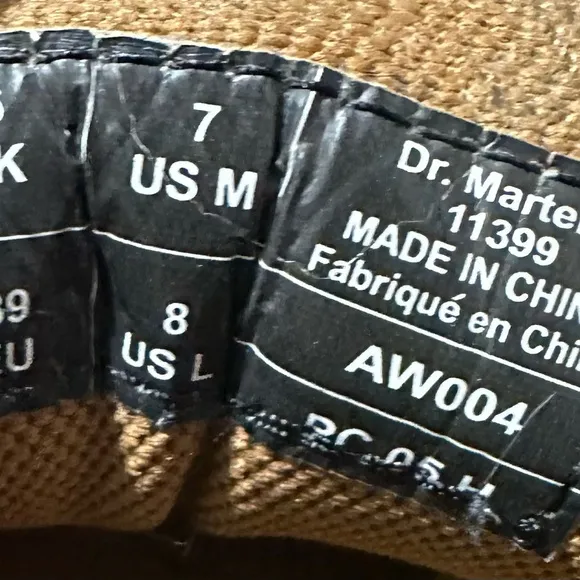 7
US M
8
US L
Dr. Marte
11399
MADE IN CHIN
Fabriqué en Chi
AW004